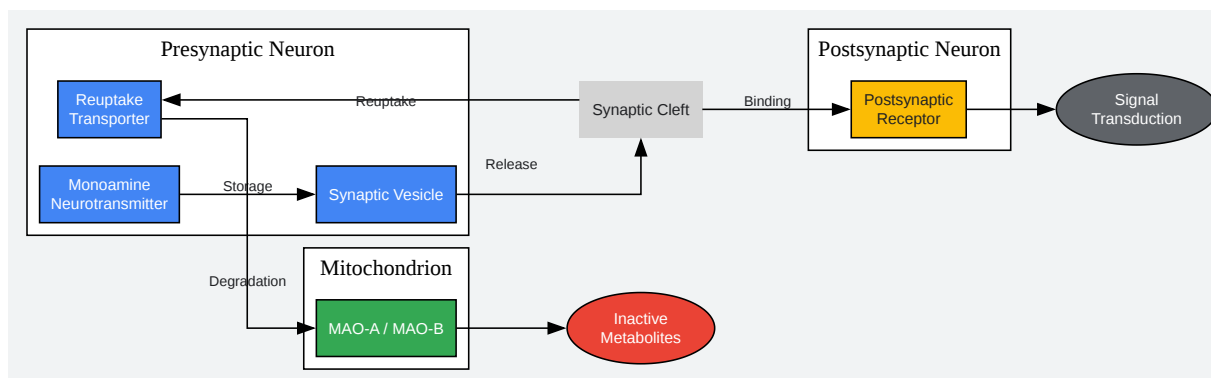 Presynaptic Neuron
Postsynaptic Neuron
Reuptake
Transporter
Reuptake
Synaptic Cleft
Binding
Postsynaptic
Receptor
Signal
Transduction
Monoamine
Neurotransmitter
Storage
Synaptic Vesicle
Release
Mitochondrion
Degradation
MAO-A / MAO-B
Inactive
Metabolites